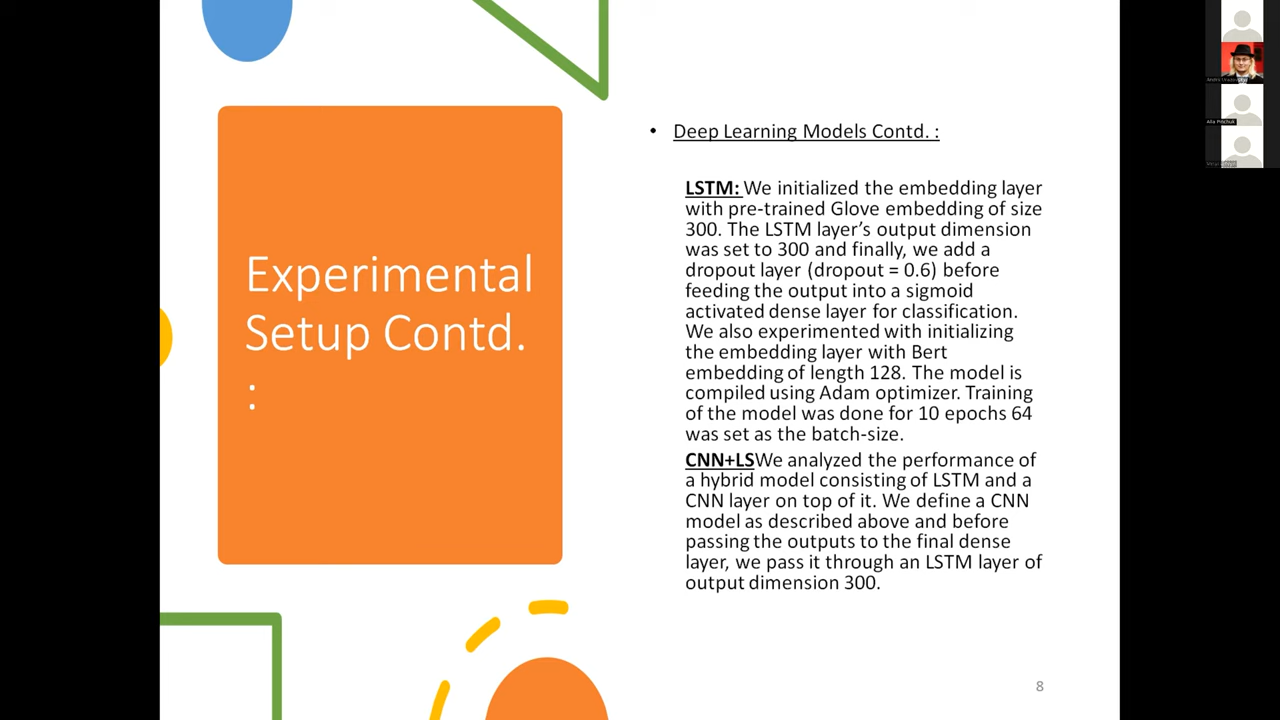 Experimental
Setup Contd.
:
• Deep Learning Models Contd. :
LSTM: We initialized the embedding layer
with pre-trained Glove embedding of size
300. The LSTM layer’s output dimension
was set to 300 and finally, we add a
dropout layer (dropout = 0.6) before
feeding the output into a sigmoid
activated dense layer for classification.
We also experimented with initializing
the embedding layer with Bert
embedding of length 128. The model is
compiled using Adam optimizer. Training
of the model was done for 10 epochs 64
was set as the batch-size.
CNN+LSWe analyzed the performance of
a hybrid model consisting of LSTM and a
CNN layer on top of it. We define a CNN
model as described above and before
passing the outputs to the final dense
layer, we pass it through an LSTM layer of
output dimension 300.
8
Alla Pinchuk